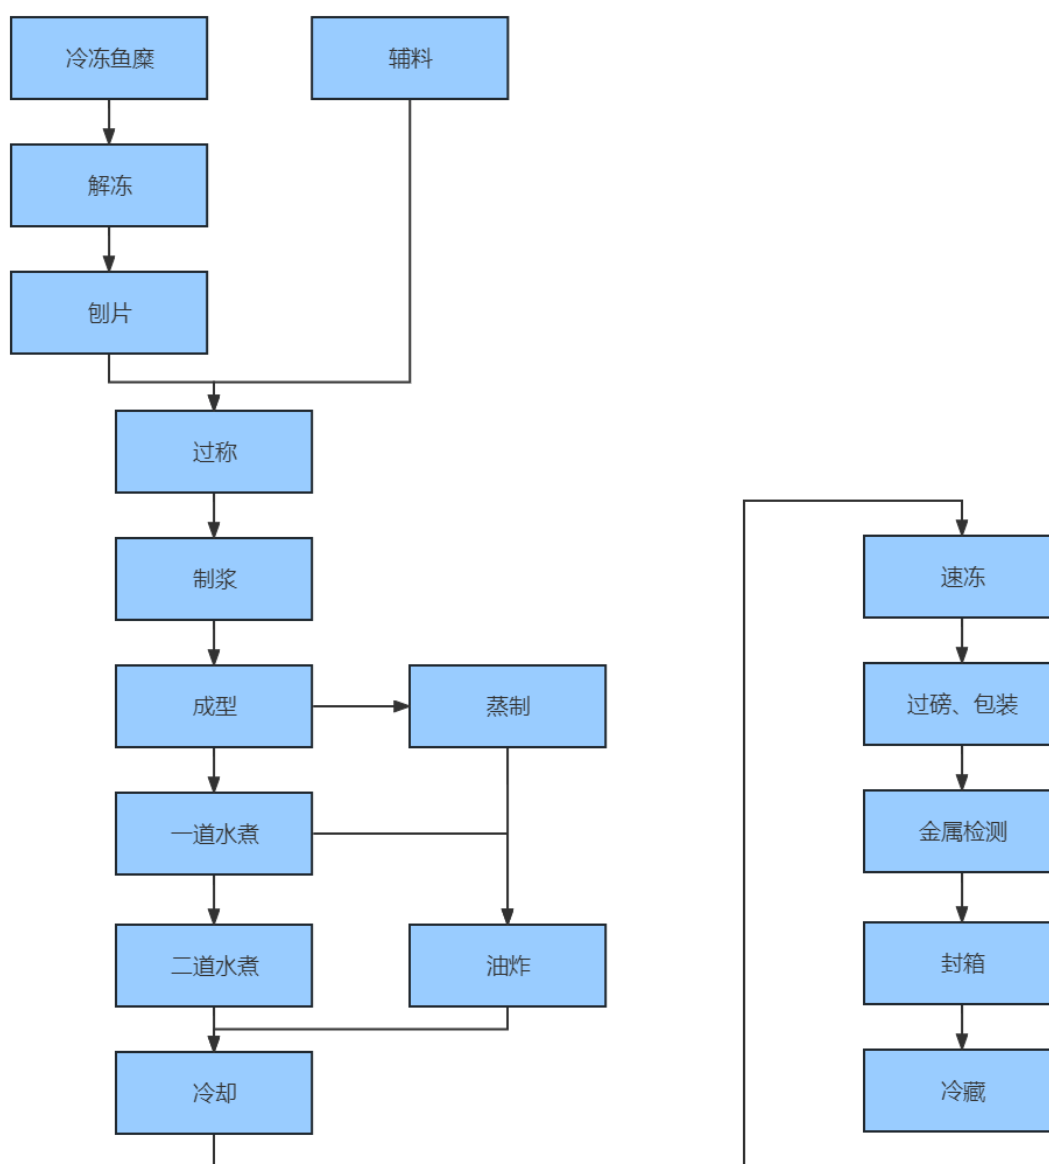 冷冻鱼糜
辅料
解冻
刨片
过称
制浆
成型
蒸制
一道水煮
二道水煮
油炸
冷却
速冻
过磅、包装
金属检测
封箱
冷藏